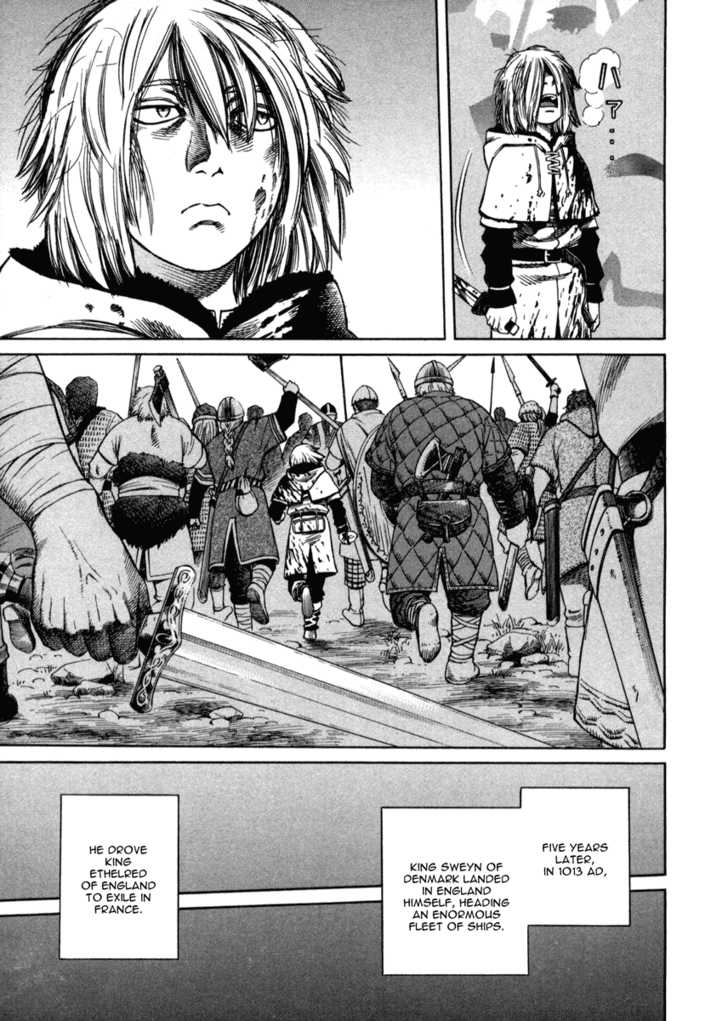 ハァ…
FIVE YEARS
LATER,
IN 1013 AD,
KING SWEYN OF
DENMARK LANDED
IN ENGLAND
HIMSELF, HEADING
AN ENORMOUS
FLEET OF SHIPS.
HE DROVE
KING
ETHELRED
OF ENGLAND
TO EXILE IN
FRANCE.